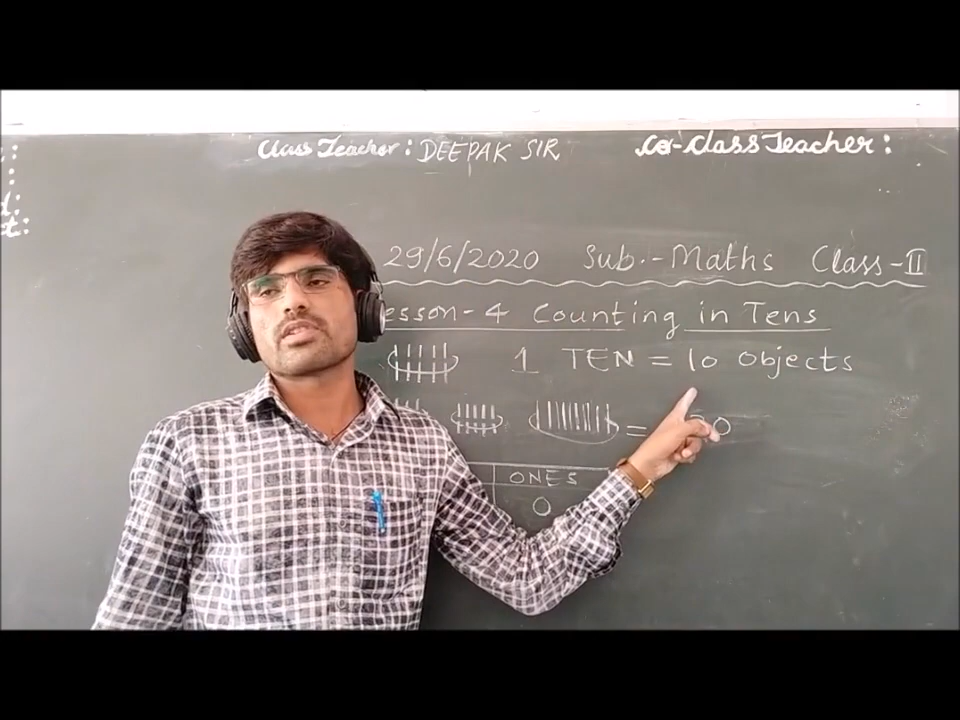 Class Teacher : DEEPAK SIR
Co-Class Teacher :
29/6/2020 Sub.- Maths Class - II
esson - 4 Counting in Tens
1 TEN = 10 Objects
=
ONES
0